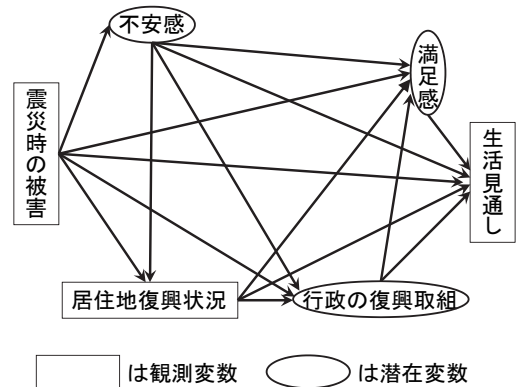 不安感
満足感
震災時の被害
生活見通し
居住地復興状況
行政の復興取組
は観測変数
は潜在変数